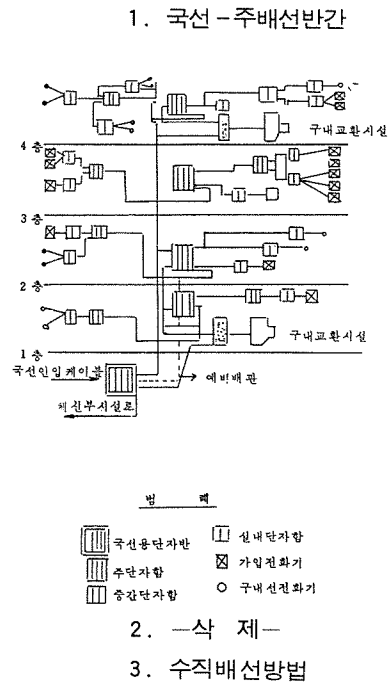 1. 국선-주배선반간
구내교환시설
4층
3층
2층
구내교환시설
1층
국선인입케이블
예비배관
체신부시설로
범 례
국선용단자반
실내단자함
주단자함
가입전화기
중간단자함
구내선전화기
2. -삭 제-
3. 수직배선방법